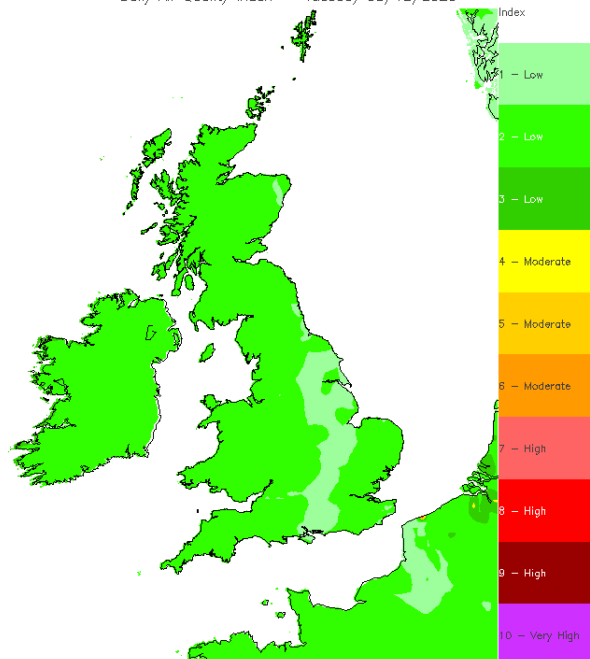 Index
1 - Low
2 - Low
3 - Low
4 - Moderate
5 - Moderate
6 - Moderate
7 - High
8 - High
9 - High
10 - Very High